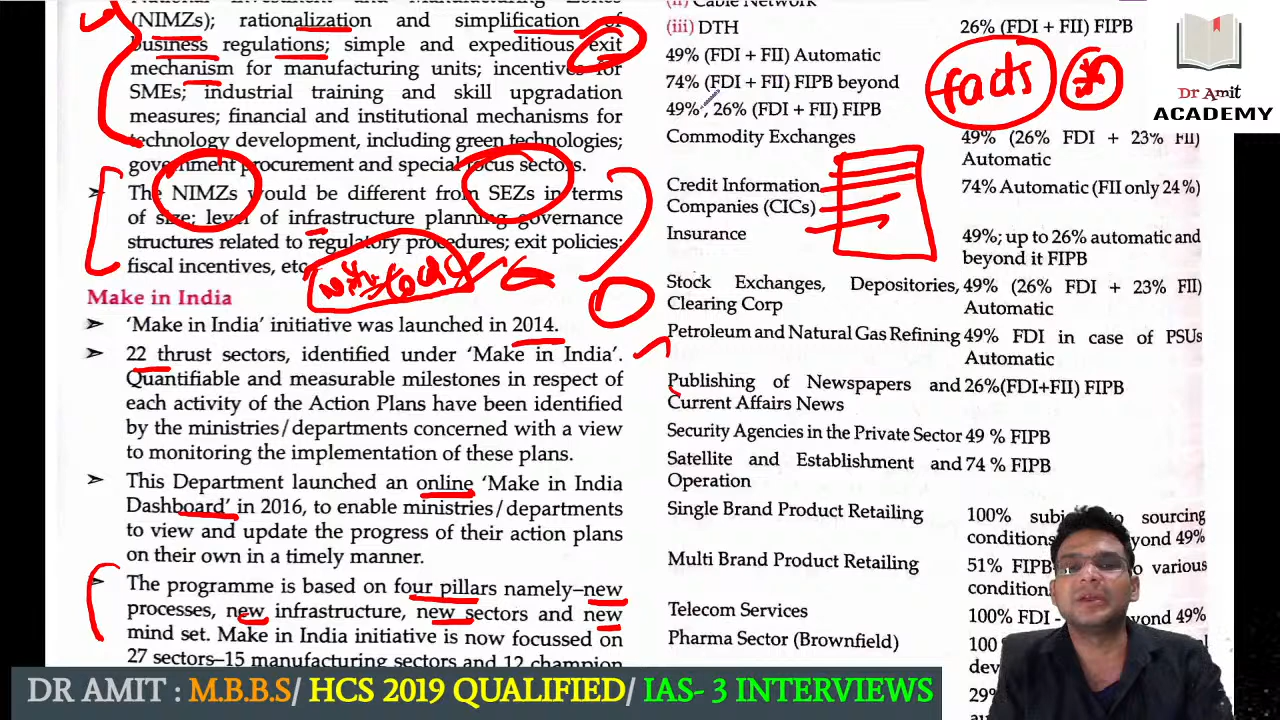 (NIMZs); rationalization and simplification of
business regulations; simple and expeditious exit
mechanism for manufacturing units; incentives for
SMEs; industrial training and skill upgradation
measures; financial and institutional mechanisms for
technology development, including green technologies;
government procurement and special focus sectors.
➤ The NIMZs would be different from SEZs in terms
of size; level of infrastructure planning governance
structures related to regulatory procedures; exit policies;
fiscal incentives, etc
Make in India
➤ 'Make in India' initiative was launched in 2014.
➤ 22 thrust sectors, identified under 'Make in India'.
Quantifiable and measurable milestones in respect of
each activity of the Action Plans have been identified
by the ministries/departments concerned with a view
to monitoring the implementation of these plans.
➤ This Department launched an online 'Make in India
Dashboard' in 2016, to enable ministries/departments
to view and update the progress of their action plans
on their own in a timely manner.
➤ The programme is based on four pillars namely–new
processes, new infrastructure, new sectors and new
mind set. Make in India initiative is now focussed on
27 sectors–15 manufacturing sectors and 12 champion
Cable Network
(iii) DTH 26% (FDI + FII) FIPB
49% (FDI + FII) Automatic
74% (FDI + FII) FIPB beyond
49%, 26% (FDI + FII) FIPB
Commodity Exchanges 49% (26% FDI + 23% FII)
Automatic
Credit Information 74% Automatic (FII only 24%)
Companies (CICs)
Insurance 49%; up to 26% automatic and
beyond it FIPB
Stock Exchanges, Depositories, 49% (26% FDI + 23% FII)
Clearing Corp Automatic
Petroleum and Natural Gas Refining 49% FDI in case of PSUs
Automatic
Publishing of Newspapers and 26%(FDI+FII) FIPB
Current Affairs News
Security Agencies in the Private Sector 49 % FIPB
Satellite and Establishment and 74 % FIPB
Operation
Single Brand Product Retailing 100% sourcing
49%
Multi Brand Product Retailing 51% FIPB various
Telecom Services 100% FDI 49%
Pharma Sector (Brownfield) 100
29%
facts
Dr Amit
ACADEMY
DR AMIT : M.B.B.S/ HCS 2019 QUALIFIED/ IAS- 3 INTERVIEWS